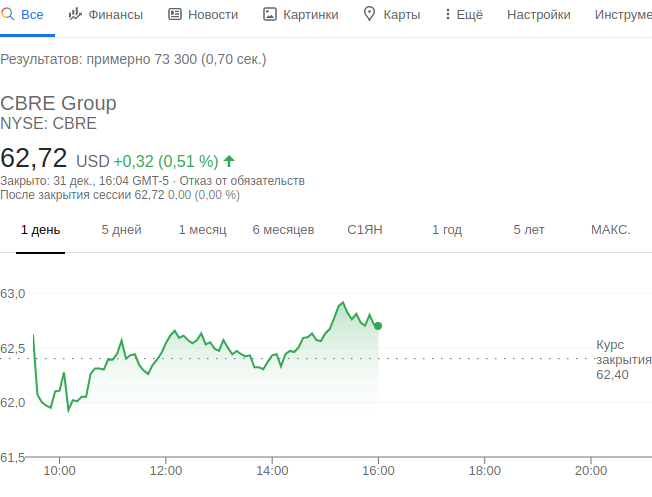 Все Финансы Новости Картинки Карты Ещё Настройки Инструме
Результатов: примерно 73 300 (0,70 сек.)
CBRE Group
NYSE: CBRE
62,72 USD +0,32 (0,51 %)
Закрыто: 31 дек., 16:04 GMT-5 · Отказ от обязательств
После закрытия сессии 62,72 0,00 (0,00 %)
1 день 5 дней 1 месяц 6 месяцев С1ЯН 1 год 5 лет МАКС.
63,0
62,5
Курс
закрытия
62,40
62,0
61,5
10:00 12:00 14:00 16:00 18:00 20:00